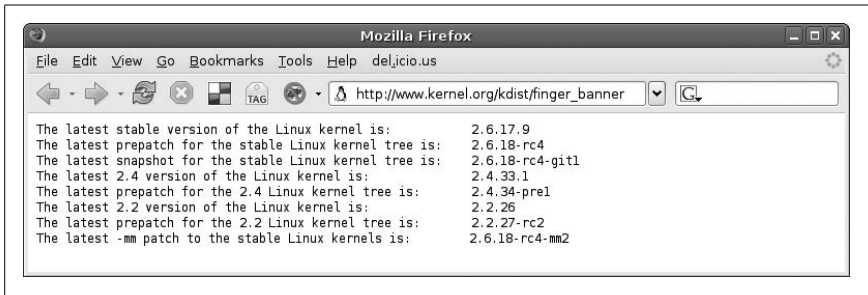 Mozilla Firefox
File Edit View Go Bookmarks Tools Help del.icio.us
TAG http://www.kernel.org/kdist/finger_banner G
The latest stable version of the Linux kernel is: 2.6.17.9
The latest prepatch for the stable Linux kernel tree is: 2.6.18-rc4
The latest snapshot for the stable Linux kernel tree is: 2.6.18-rc4-git1
The latest 2.4 version of the Linux kernel is: 2.4.33.1
The latest prepatch for the 2.4 Linux kernel tree is: 2.4.34-pre1
The latest 2.2 version of the Linux kernel is: 2.2.26
The latest prepatch for the 2.2 Linux kernel tree is: 2.2.27-rc2
The latest -mm patch to the stable Linux kernels is: 2.6.18-rc4-mm2